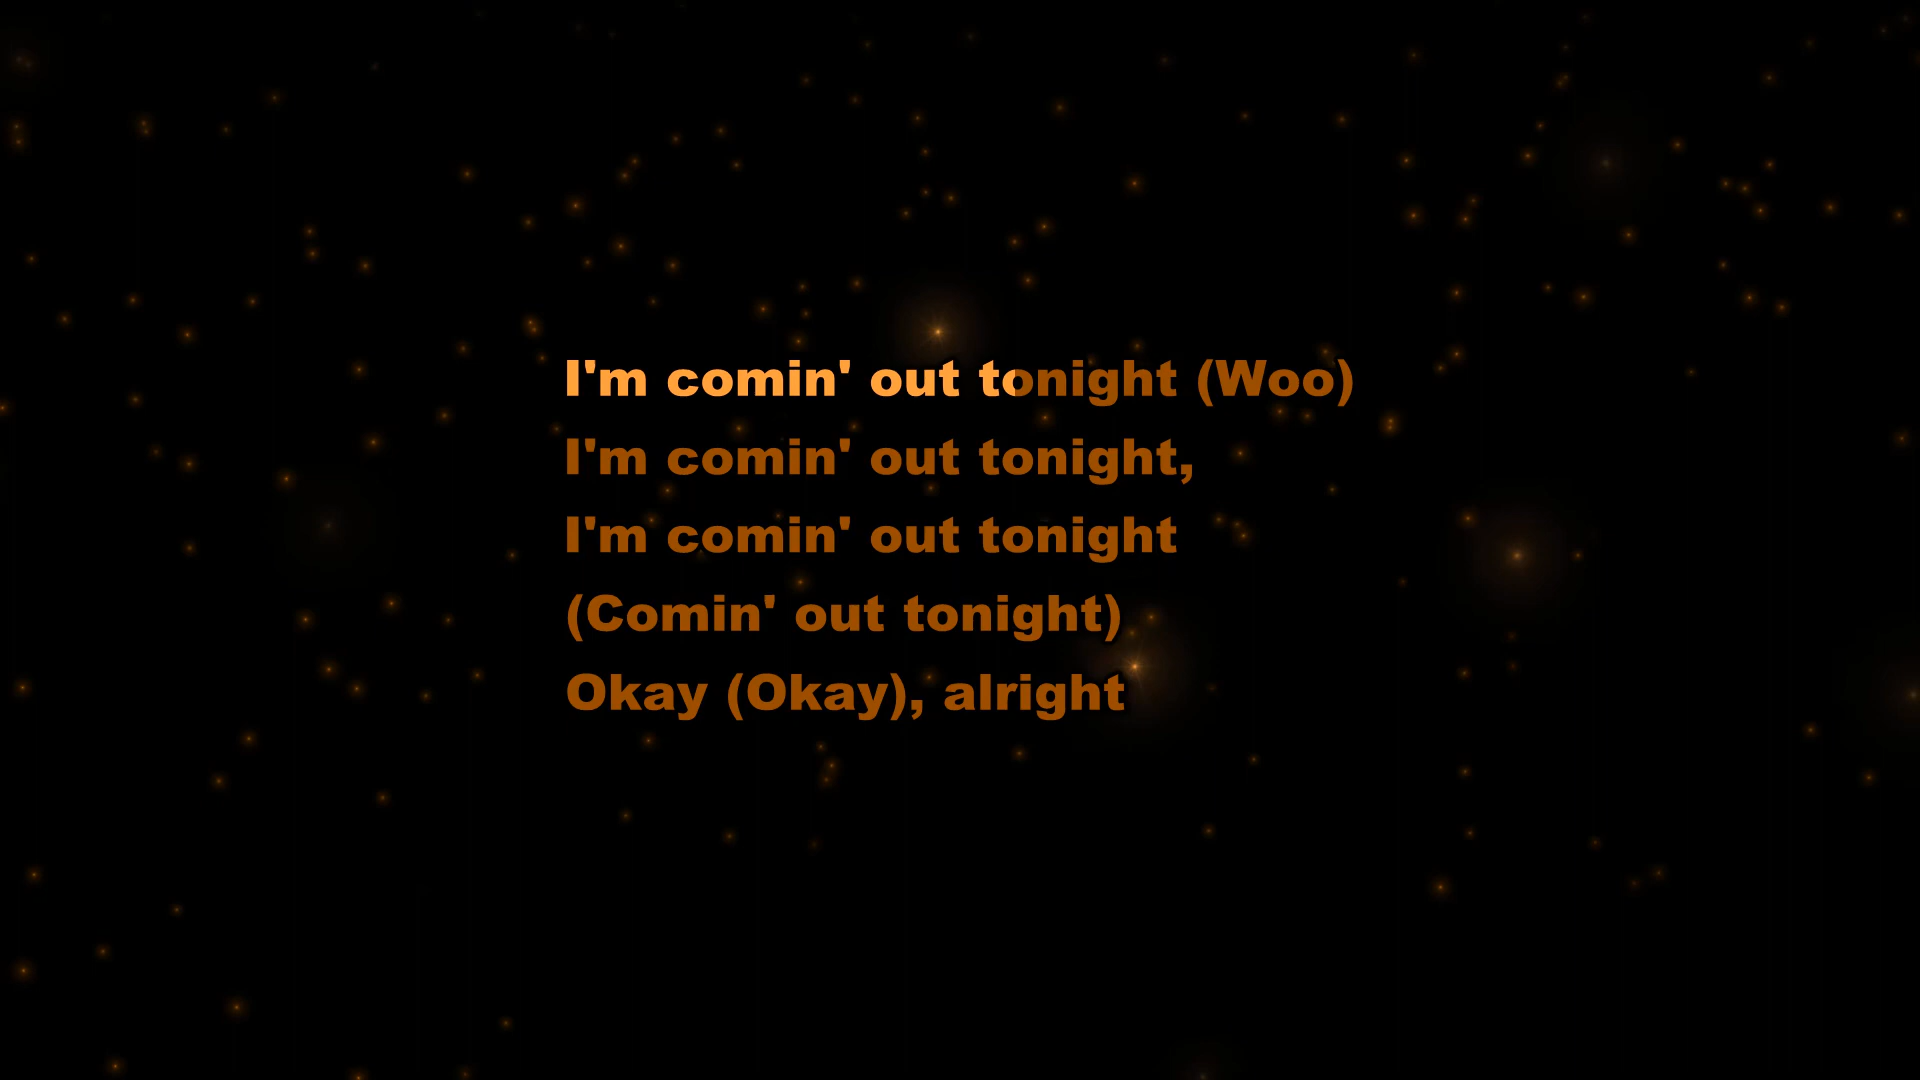 I'm comin' out tonight (Woo)
I'm comin' out tonight,
I'm comin' out tonight
(Comin' out tonight)
Okay (Okay), alright